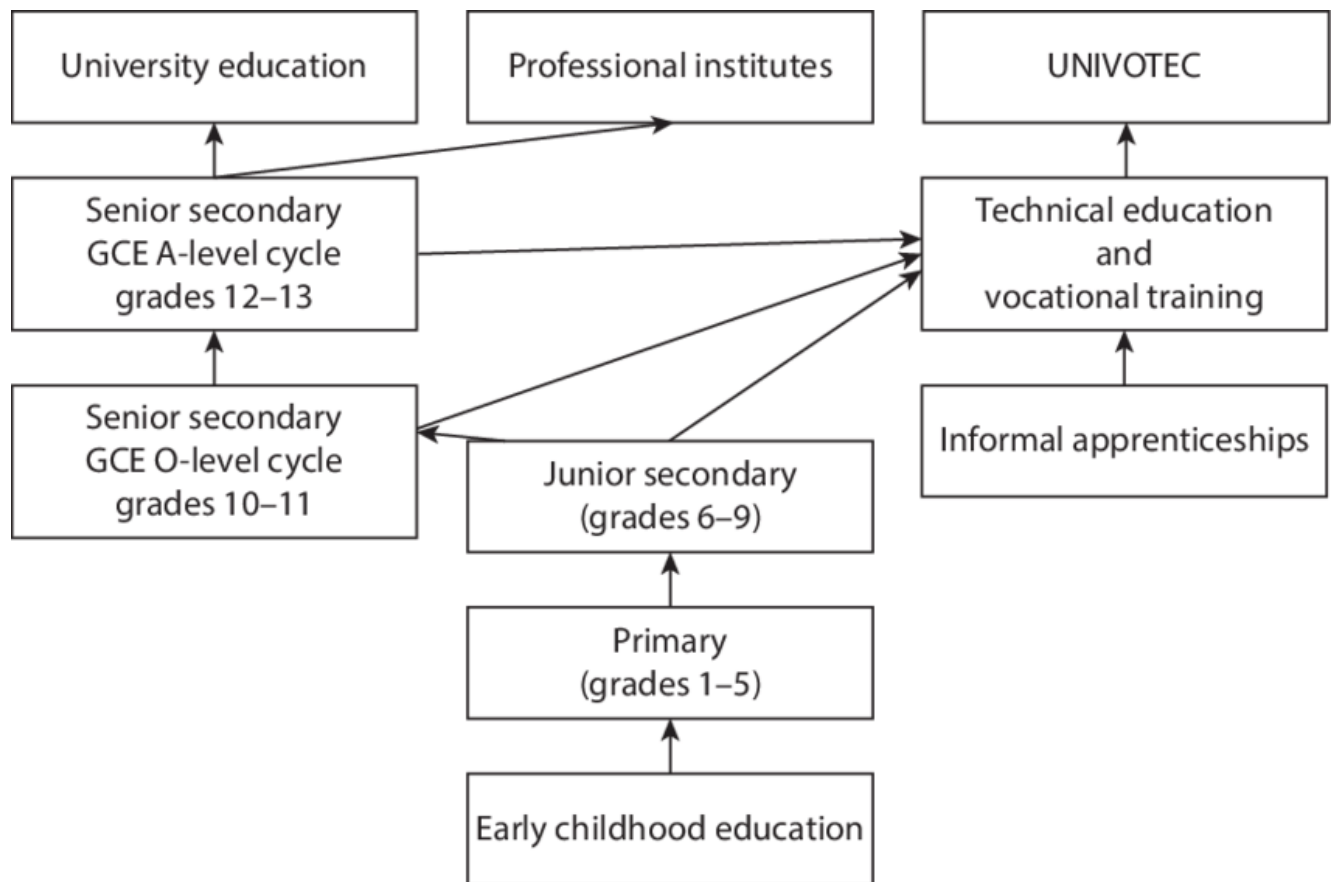 University education
Professional institutes
UNIVOTEC
Senior secondary
GCE A-level cycle
grades 12–13
Technical education
and
vocational training
Senior secondary
GCE O-level cycle
grades 10–11
Informal apprenticeships
Junior secondary
(grades 6–9)
Primary
(grades 1–5)
Early childhood education